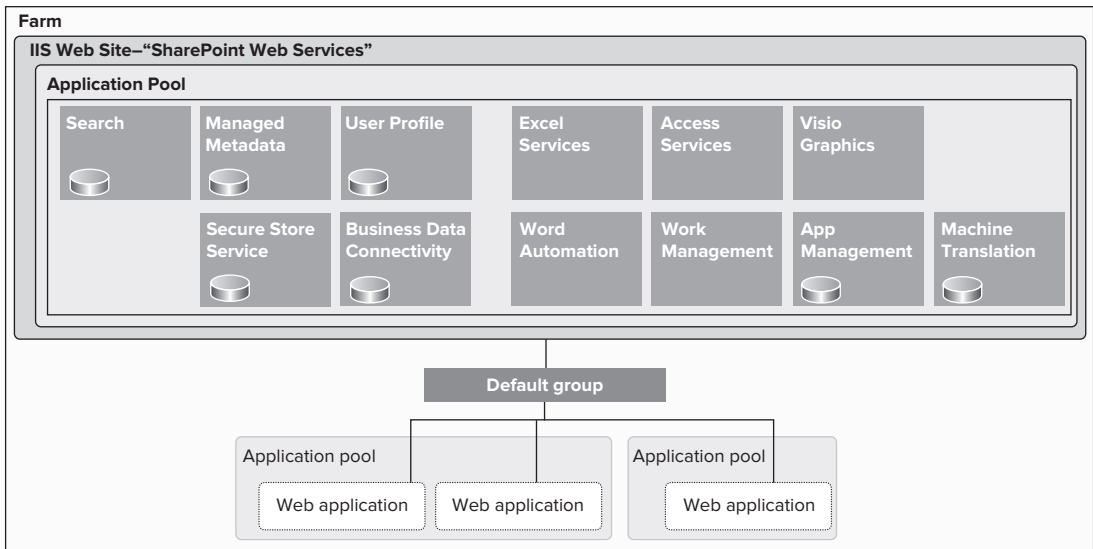 Farm
IIS Web Site–“SharePoint Web Services”
Application Pool
Search
Managed
Metadata
User Profile
Excel
Services
Access
Services
Visio
Graphics
Secure Store
Service
Business Data
Connectivity
Word
Automation
Work
Management
App
Management
Machine
Translation
Default group
Application pool
Web application
Web application
Application pool
Web application